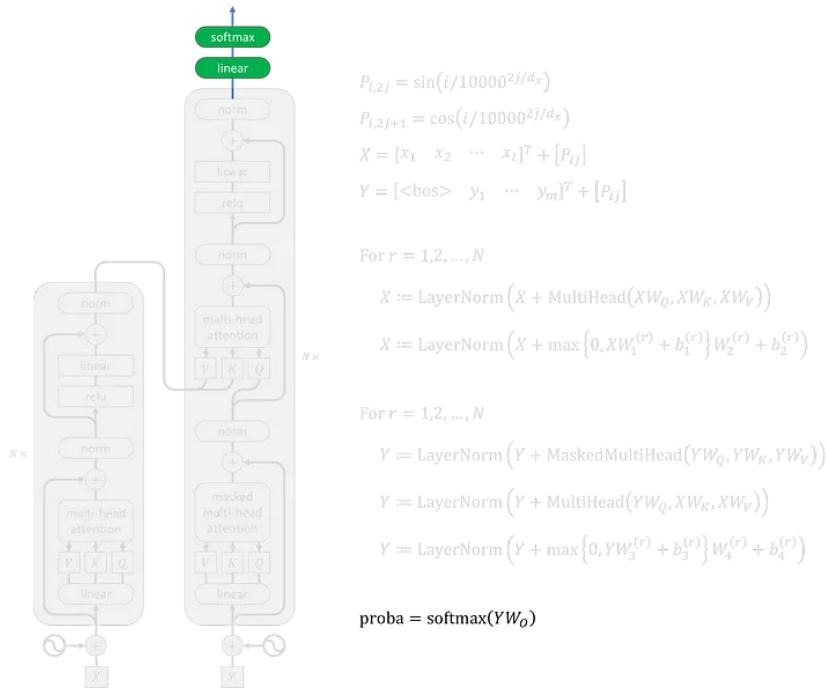 softmax
linear
norm
linear
relu
norm
multi-head
attention
V K Q
N×
norm
masked
multi-head
attention
V K Q
linear
Y
norm
linear
relu
norm
N×
multi-head
attention
V K Q
linear
X
P_{i,2j} = sin(i/10000^{2j/d_x})
P_{i,2j+1} = cos(i/10000^{2j/d_x})
X = [x_1 x_2 ⋯ x_t]^T + [P_{ij}]
Y = [<bos> y_1 ⋯ y_m]^T + [P_{ij}]
For r = 1,2, …, N
X ≔ LayerNorm(X + MultiHead(XW_Q, XW_K, XW_V))
X ≔ LayerNorm(X + max{0, XW_1^{(r)} + b_1^{(r)}}W_2^{(r)} + b_2^{(r)})
For r = 1,2, …, N
Y ≔ LayerNorm(Y + MaskedMultiHead(YW_Q, YW_K, YW_V))
Y ≔ LayerNorm(Y + MultiHead(YW_Q, XW_K, XW_V))
Y ≔ LayerNorm(Y + max{0, YW_3^{(r)} + b_3^{(r)}}W_4^{(r)} + b_4^{(r)})
proba = softmax(YW_O)